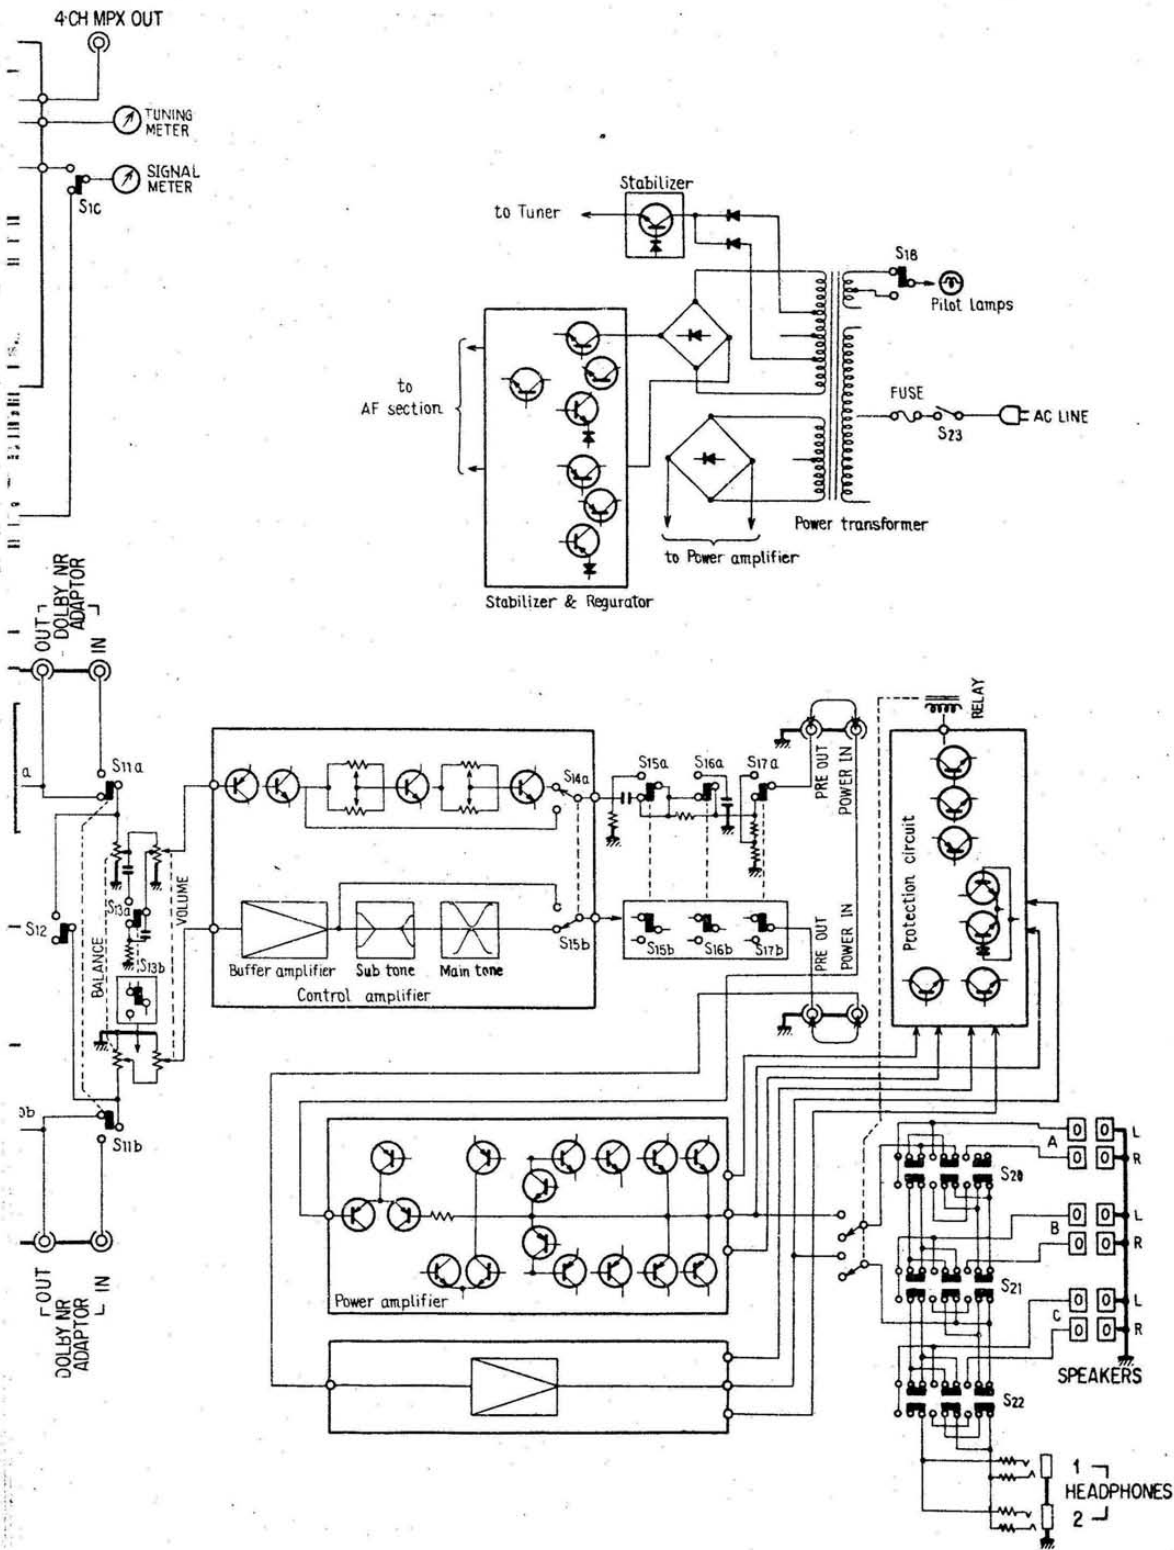 4-CH MPX OUT
TUNING
METER
SIGNAL
METER
S1C
Stabilizer
to Tuner
S18
Pilot lamps
to
AF section
FUSE
S23
AC LINE
Power transformer
to Power amplifier
Stabilizer & Regurator
OUT
DOLBY NR
ADAPTOR
IN
RELAY
a
S11a
S14a
S15a
S16a
S17a
PRE OUT
POWER IN
Protection circuit
VOLUME
S13a
S12
BALANCE
S13b
Buffer amplifier
Sub tone
Main tone
S15b
Control amplifier
S15b
S16b
S17b
PRE OUT
POWER IN
b
S11b
A
L
R
S20
B
L
R
S21
C
L
R
SPEAKERS
S22
Power amplifier
OUT
DOLBY NR
ADAPTOR
IN
1
HEADPHONES
2